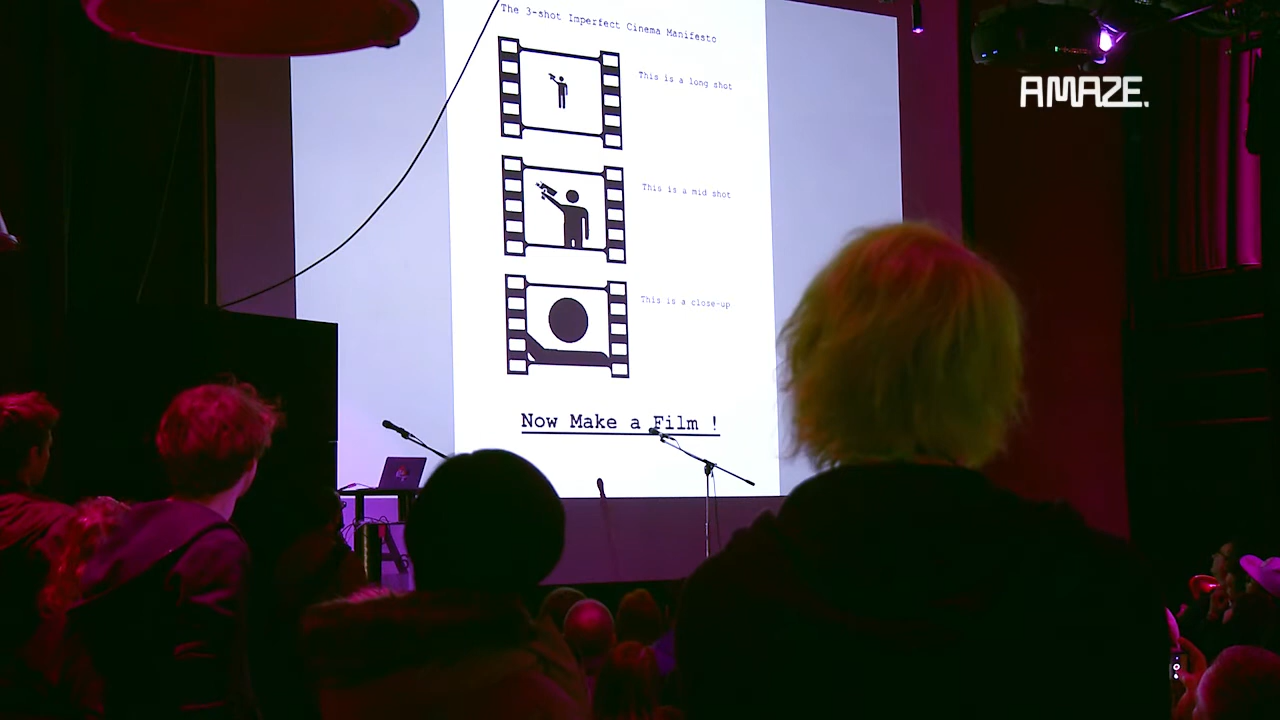 The 3-shot Imperfect Cinema Manifesto
This is a long shot
AMAZE.
This is a mid shot
This is a close-up
Now Make a Film !